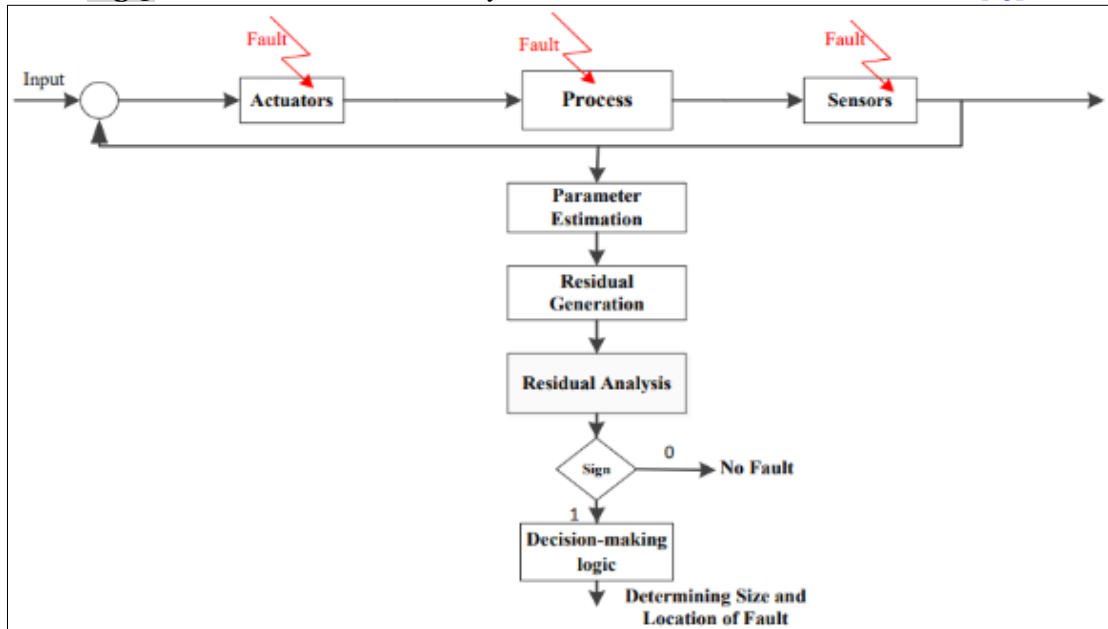 Fault
Fault
Fault
Input
Actuators
Process
Sensors
Parameter
Estimation
Residual
Generation
Residual Analysis
0
Sign
No Fault
1
Decision-making
logic
Determining Size and
Location of Fault